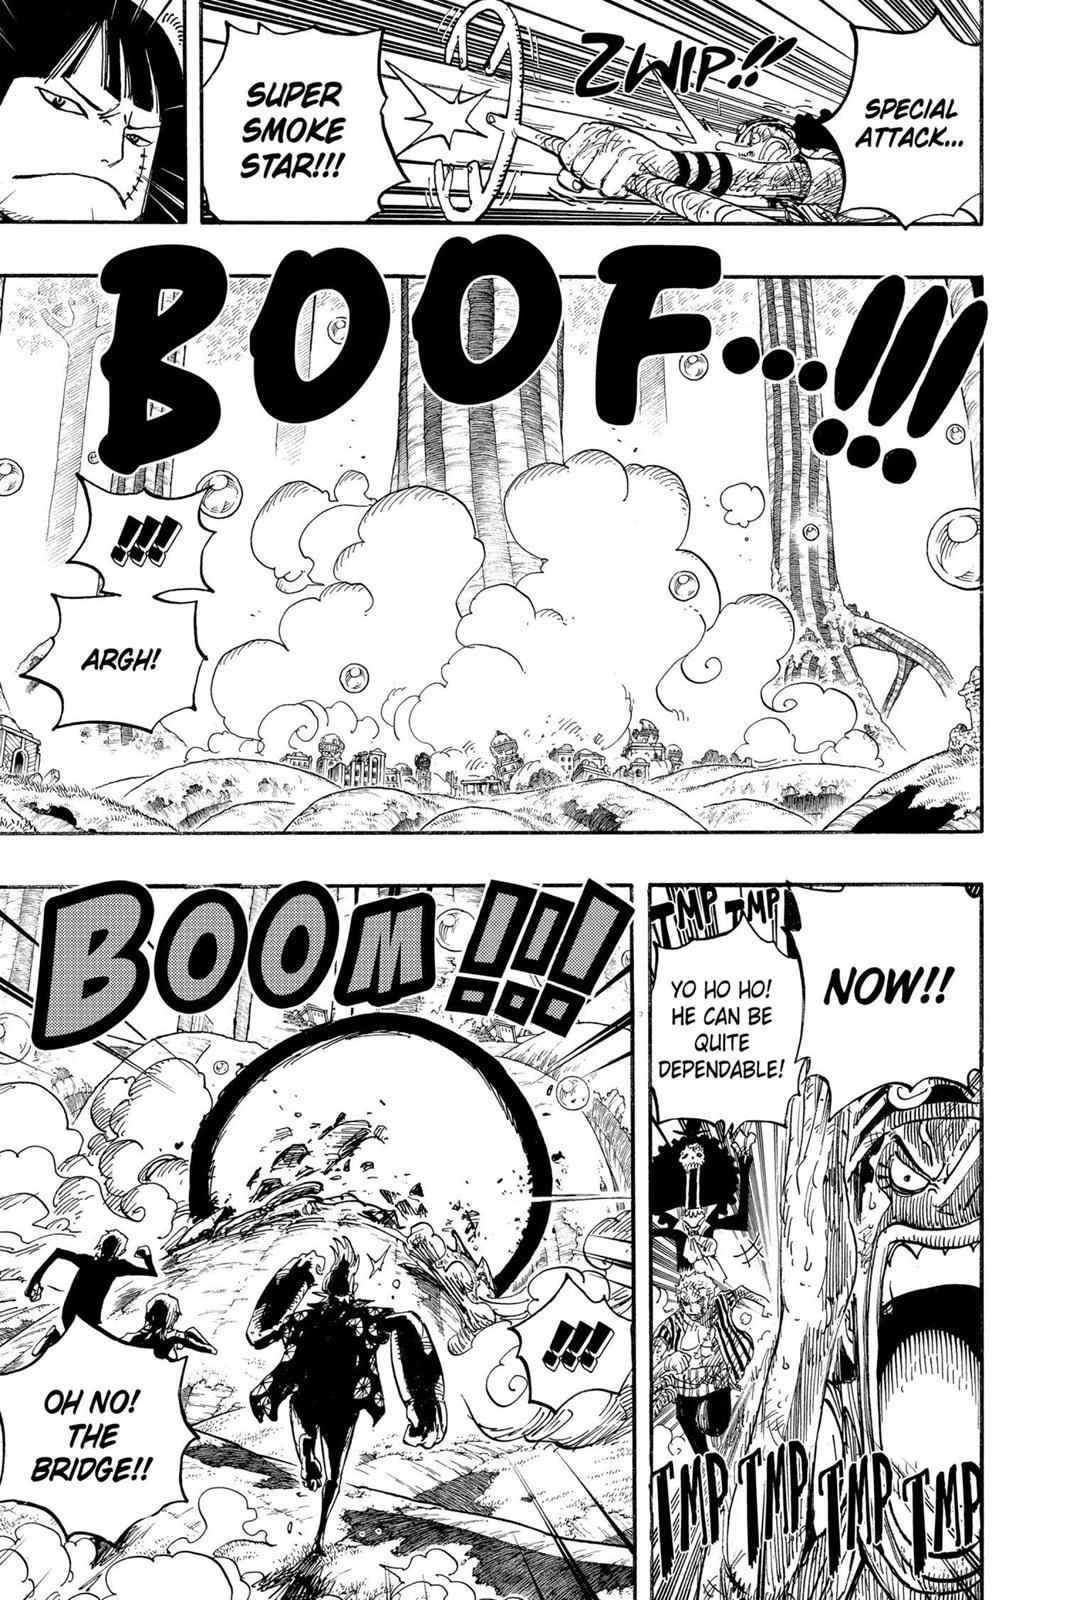 SPECIAL
ATTACK...
ZWIP!!
SUPER
SMOKE
STAR!!!
BOOF...!!!
!!!
ARGH!
NOW!!
TMP TMP
YO HO HO!
HE CAN BE
QUITE
DEPENDABLE!
TMP TMP TMP TMP
BOOM!!!
!!!
OH NO!
THE
BRIDGE!!